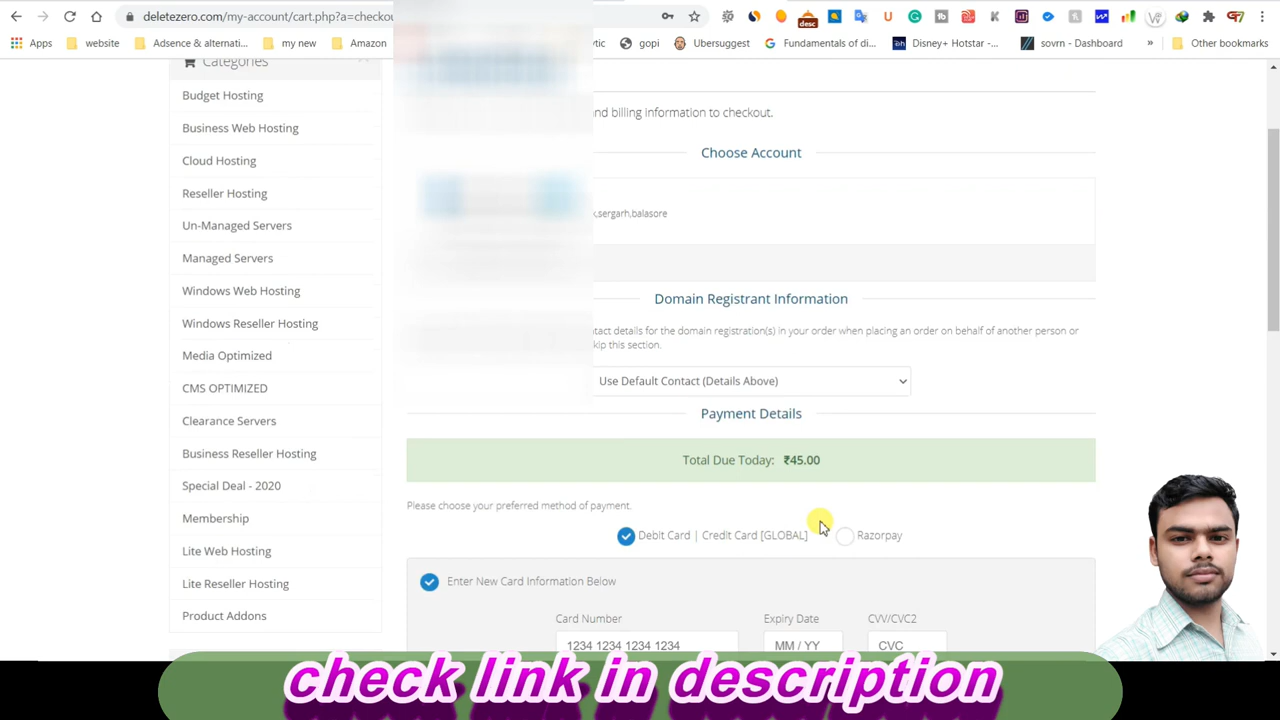 deletezero.com/my-account/cart.php?a=checkou
desc
Apps
website
Adsence & alternati...
my new
Amazon
ytic
gopi
Ubersuggest
Fundamentals of di...
Disney+ Hotstar -...
sovrn - Dashboard
»
Other bookmarks
Categories
Budget Hosting
Business Web Hosting
Cloud Hosting
Reseller Hosting
Un-Managed Servers
Managed Servers
Windows Web Hosting
Windows Reseller Hosting
Media Optimized
CMS OPTIMIZED
Clearance Servers
Business Reseller Hosting
Special Deal - 2020
Membership
Lite Web Hosting
Lite Reseller Hosting
Product Addons
and billing information to checkout.
Choose Account
k,sergarh,balasore
Domain Registrant Information
ntact details for the domain registration(s) in your order when placing an order on behalf of another person or
kip this section.
Use Default Contact (Details Above)
Payment Details
Total Due Today: ₹45.00
Please choose your preferred method of payment.
Debit Card | Credit Card [GLOBAL] Razorpay
Enter New Card Information Below
Card Number Expiry Date CVV/CVC2
1234 1234 1234 1234 MM / YY CVC
check link in description